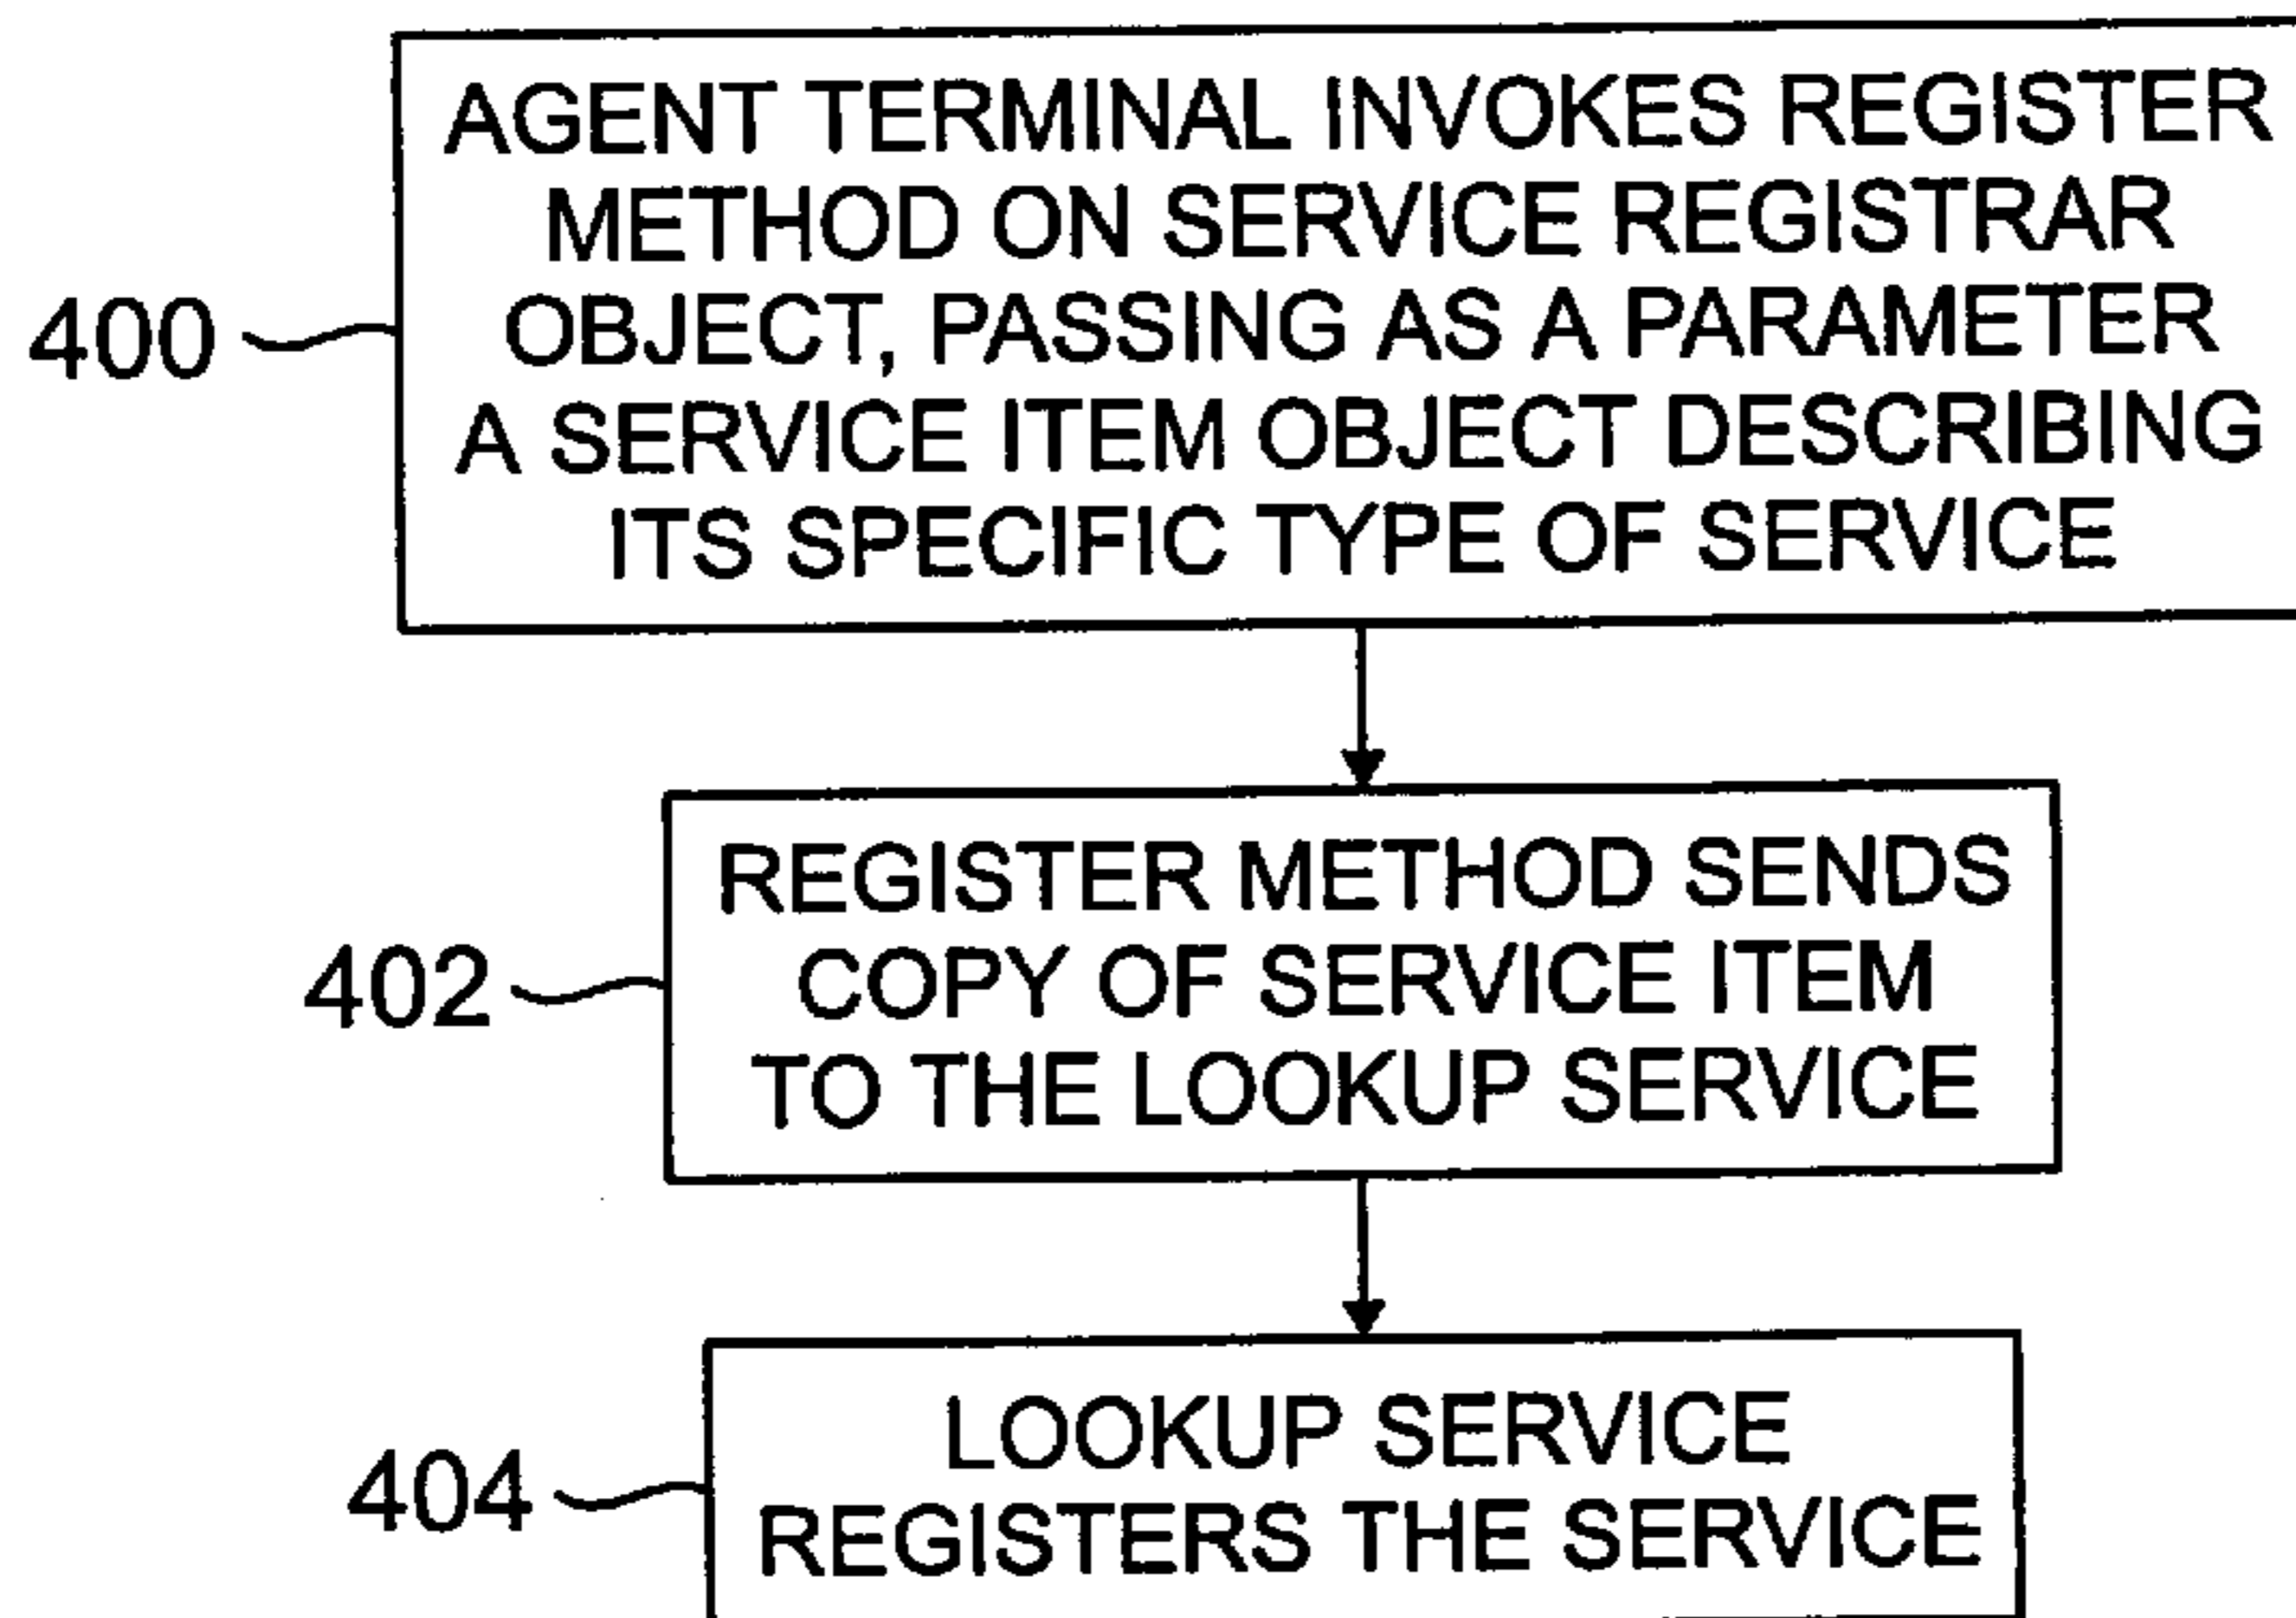 AGENT TERMINAL INVOKES REGISTER
METHOD ON SERVICE REGISTRAR
OBJECT, PASSING AS A PARAMETER
A SERVICE ITEM OBJECT DESCRIBING
ITS SPECIFIC TYPE OF SERVICE
400
REGISTER METHOD SENDS
COPY OF SERVICE ITEM
TO THE LOOKUP SERVICE
402
LOOKUP SERVICE
REGISTERS THE SERVICE
404